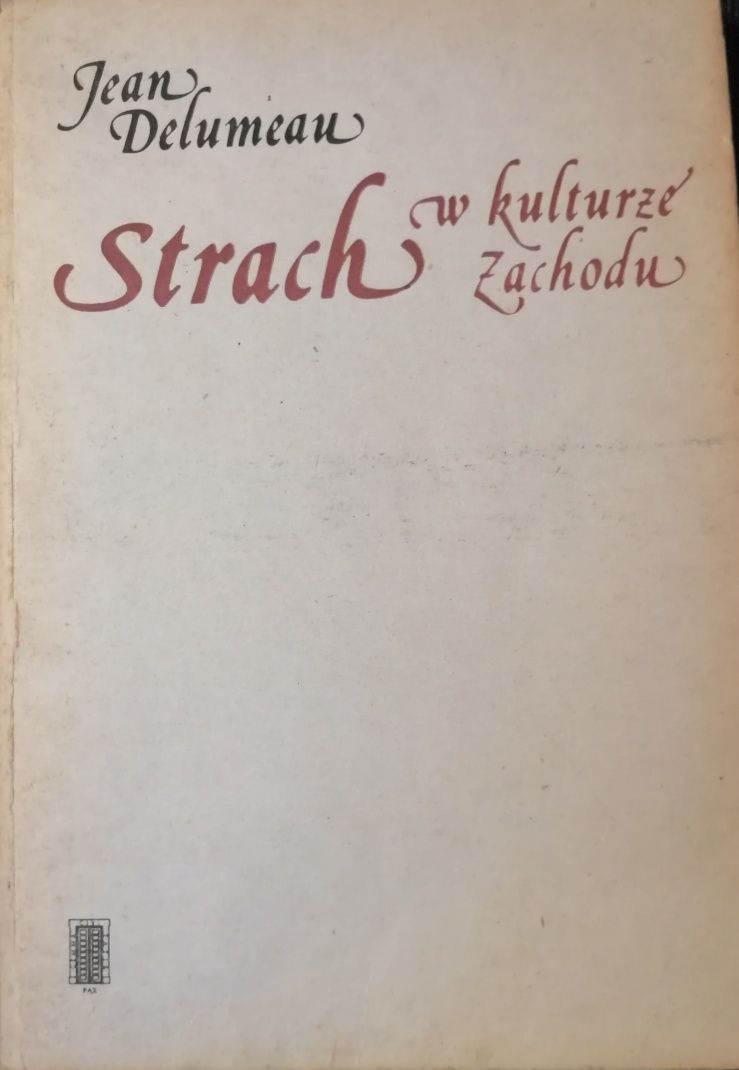 Jean
Delumeau
Strach w kulturze
Zachodu
PAX